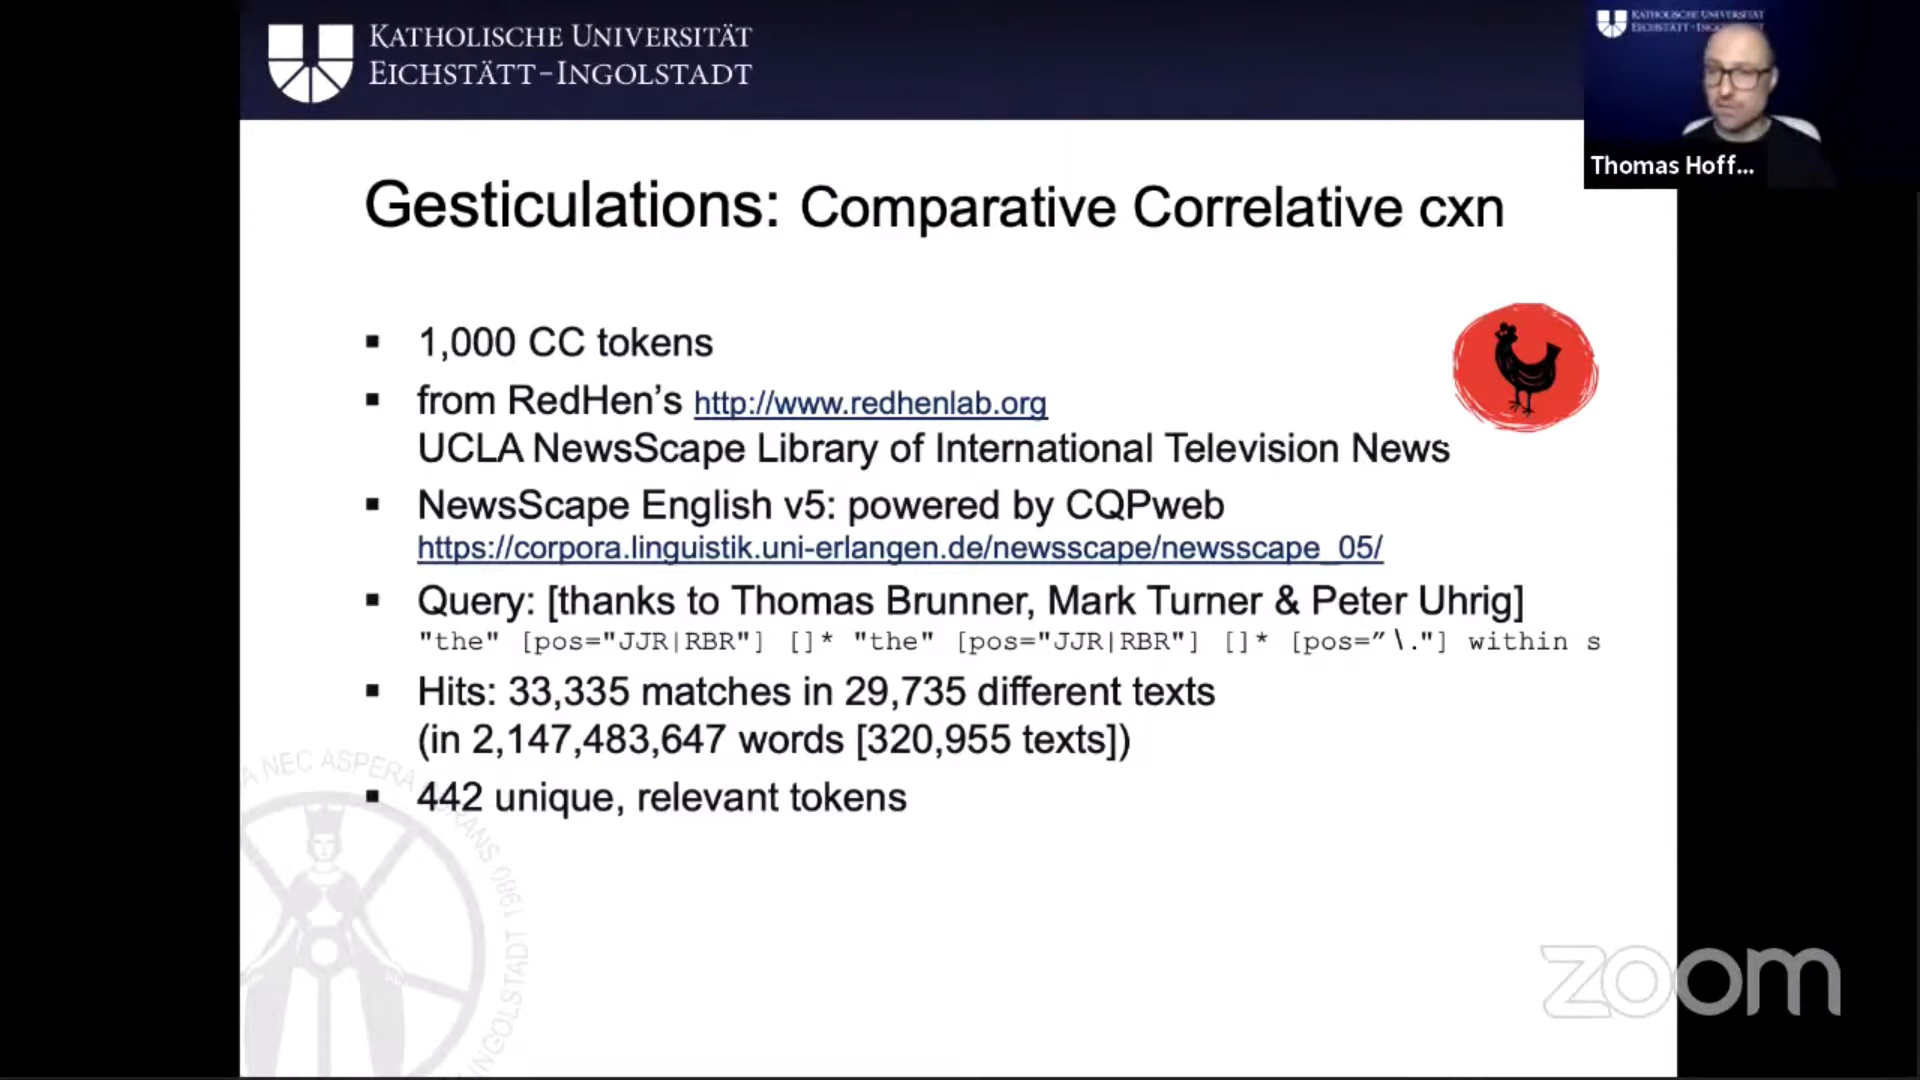 KATHOLISCHE UNIVERSITÄT
EICHSTÄTT-INGOLSTADT
KATHOLISCHE UNIVERSITÄT
Thomas Hoff...
Gesticulations: Comparative Correlative cxn
▪ 1,000 CC tokens
▪ from RedHen's http://www.redhenlab.org
UCLA NewsScape Library of International Television News
▪ NewsScape English v5: powered by CQPweb
https://corpora.linguistik.uni-erlangen.de/newsscape/newsscape_05/
▪ Query: [thanks to Thomas Brunner, Mark Turner & Peter Uhrig]
"the" [pos="JJR|RBR"] []* "the" [pos="JJR|RBR"] []* [pos=”\."] within s
▪ Hits: 33,335 matches in 29,735 different texts
(in 2,147,483,647 words [320,955 texts])
▪ 442 unique, relevant tokens
NEC ASPERA
INGOLSTADT 1980
zoom